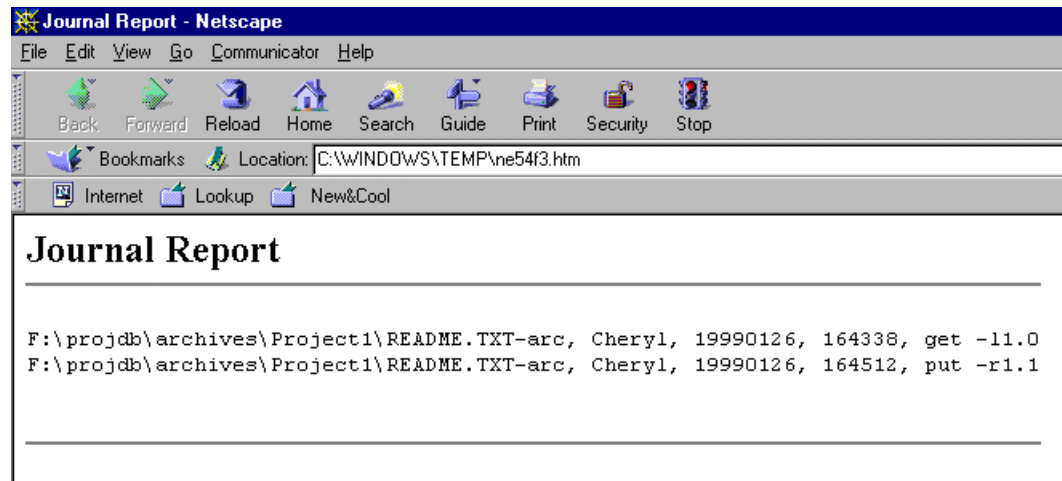 Journal Report - Netscape
File Edit View Go Communicator Help
Back Forward Reload Home Search Guide Print Security Stop
Bookmarks Location: C:\WINDOWS\TEMP\ne54f3.htm
Internet Lookup New&Cool
Journal Report
F:\projdb\archives\Project1\README.TXT-arc, Cheryl, 19990126, 164338, get -l1.0
F:\projdb\archives\Project1\README.TXT-arc, Cheryl, 19990126, 164512, put -r1.1